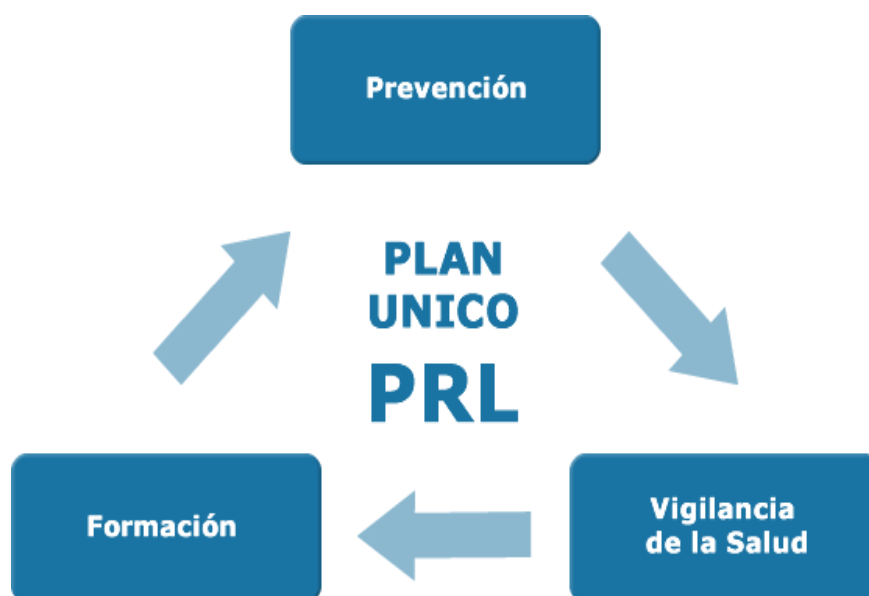 Prevención
PLAN
UNICO
PRL
Formación
Vigilancia
de la Salud